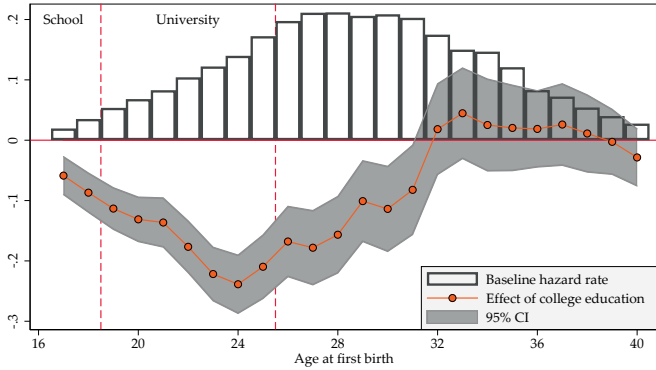 School
University
.2
.1
0
-.1
-.2
-.3
16
20
24
28
32
36
40
Age at first birth
Baseline hazard rate
Effect of college education
95% CI